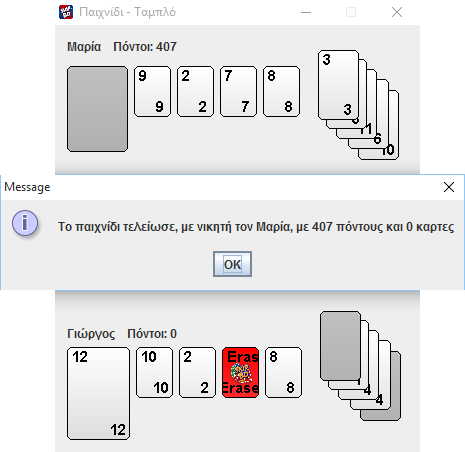 Παιχνίδι - Ταμπλό
Μαρία Πόντοι: 407
9 2 7 8 3
9 2 7 8 3
11
6
10
Message
Το παιχνίδι τελείωσε, με νικητή τον Μαρία, με 407 πόντους και 0 καρτες
OK
Γιώργος Πόντοι: 0
12 10 2 Eras 8
10 2 Erase 8
1
4
4
12